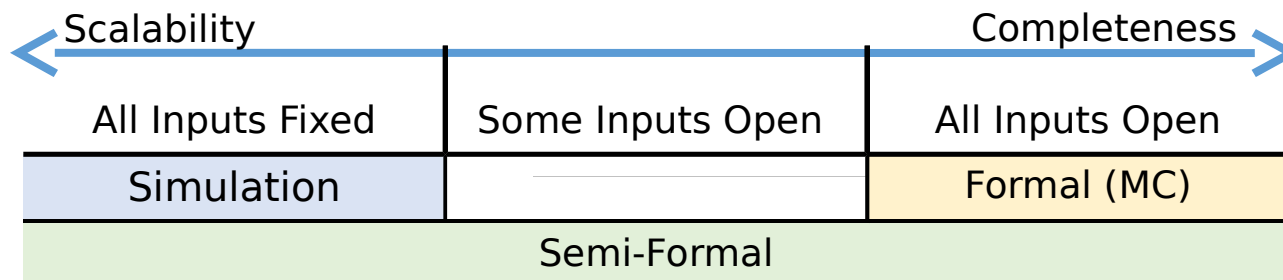 Scalability Completeness
All Inputs Fixed Some Inputs Open All Inputs Open
Simulation Formal (MC)
Semi-Formal